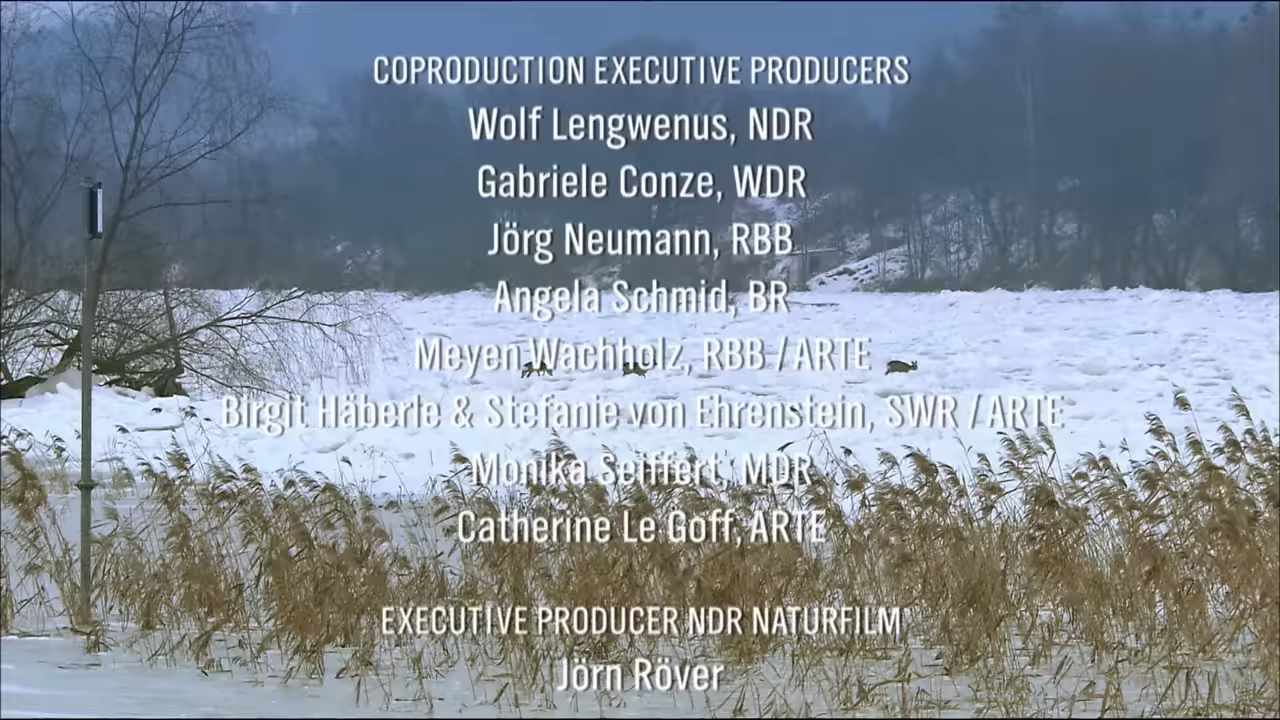 COPRODUCTION EXECUTIVE PRODUCERS
Wolf Lengwenus, NDR
Gabriele Conze, WDR
Jörg Neumann, RBB
Angela Schmid, BR
Meyen Wachholz, RBB / ARTE
Birgit Häberle & Stefanie von Ehrenstein, SWR / ARTE
Monika Seiffert, MDR
Catherine Le Goff, ARTE
EXECUTIVE PRODUCER NDR NATURFILM
Jörn Röver